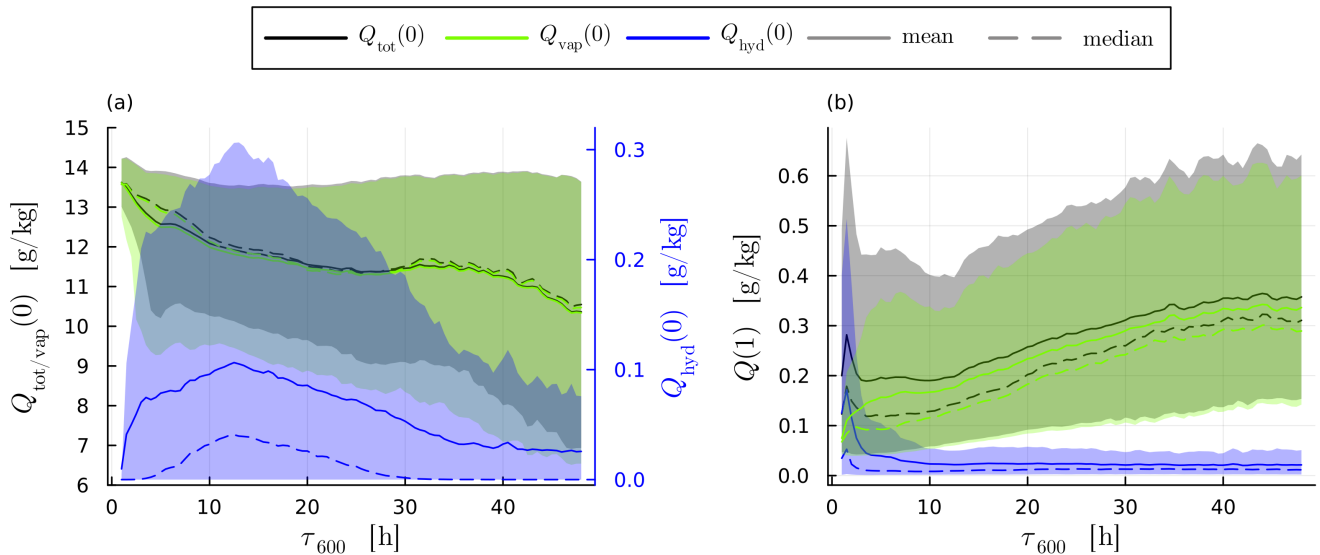 Q_tot(0) Q_vap(0) Q_hyd(0) mean median
(a)
15
14
13
12
11
10
9
8
7
6
Q_tot/vap(0) [g/kg]
0 10 20 30 40
τ_600 [h]
0.3
0.2
0.1
0.0
Q_hyd(0) [g/kg]
(b)
0.6
0.5
0.4
0.3
0.2
0.1
0.0
Q(1) [g/kg]
0 10 20 30 40
τ_600 [h]